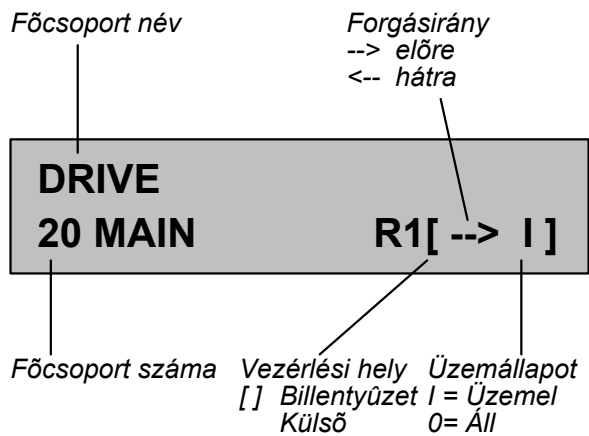 Fõcsoport név
Forgásirány
--> elõre
<-- hátra
DRIVE
20 MAIN R1[ --> I ]
Fõcsoport száma
Vezérlési hely
[ ] Billentyûzet
Külsõ
Üzemállapot
I = Üzemel
0= Áll